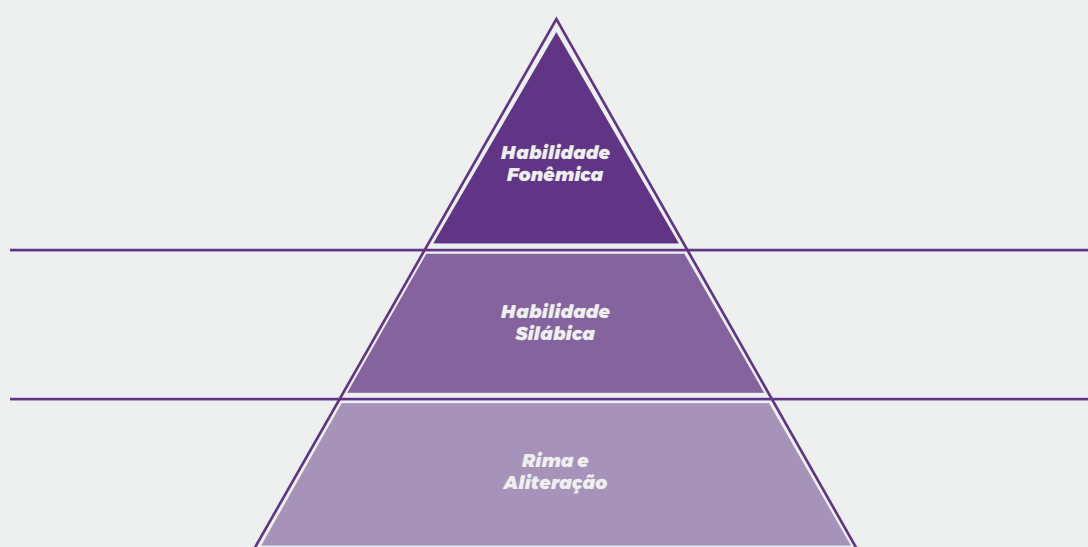 Habilidade
Fonêmica
Habilidade
Silábica
Rima e
Aliteração